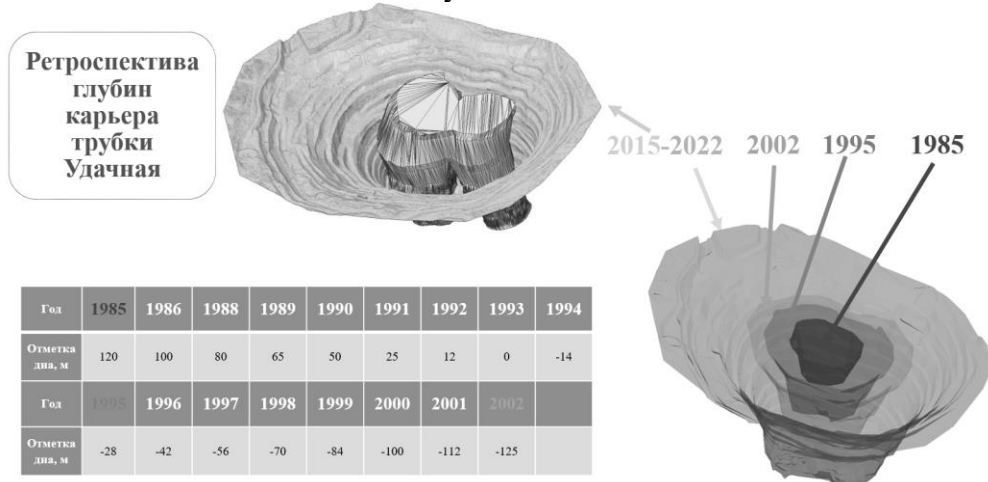 Ретроспектива
глубин
карьера
трубки
Удачная
2015-2022 2002 1995 1985
Год 1985 1986 1988 1989 1990 1991 1992 1993 1994
Отметка
дна, м 120 100 80 65 50 25 12 0 -14
Год 1995 1996 1997 1998 1999 2000 2001 2002
Отметка
дна, м -28 -42 -56 -70 -84 -100 -112 -125